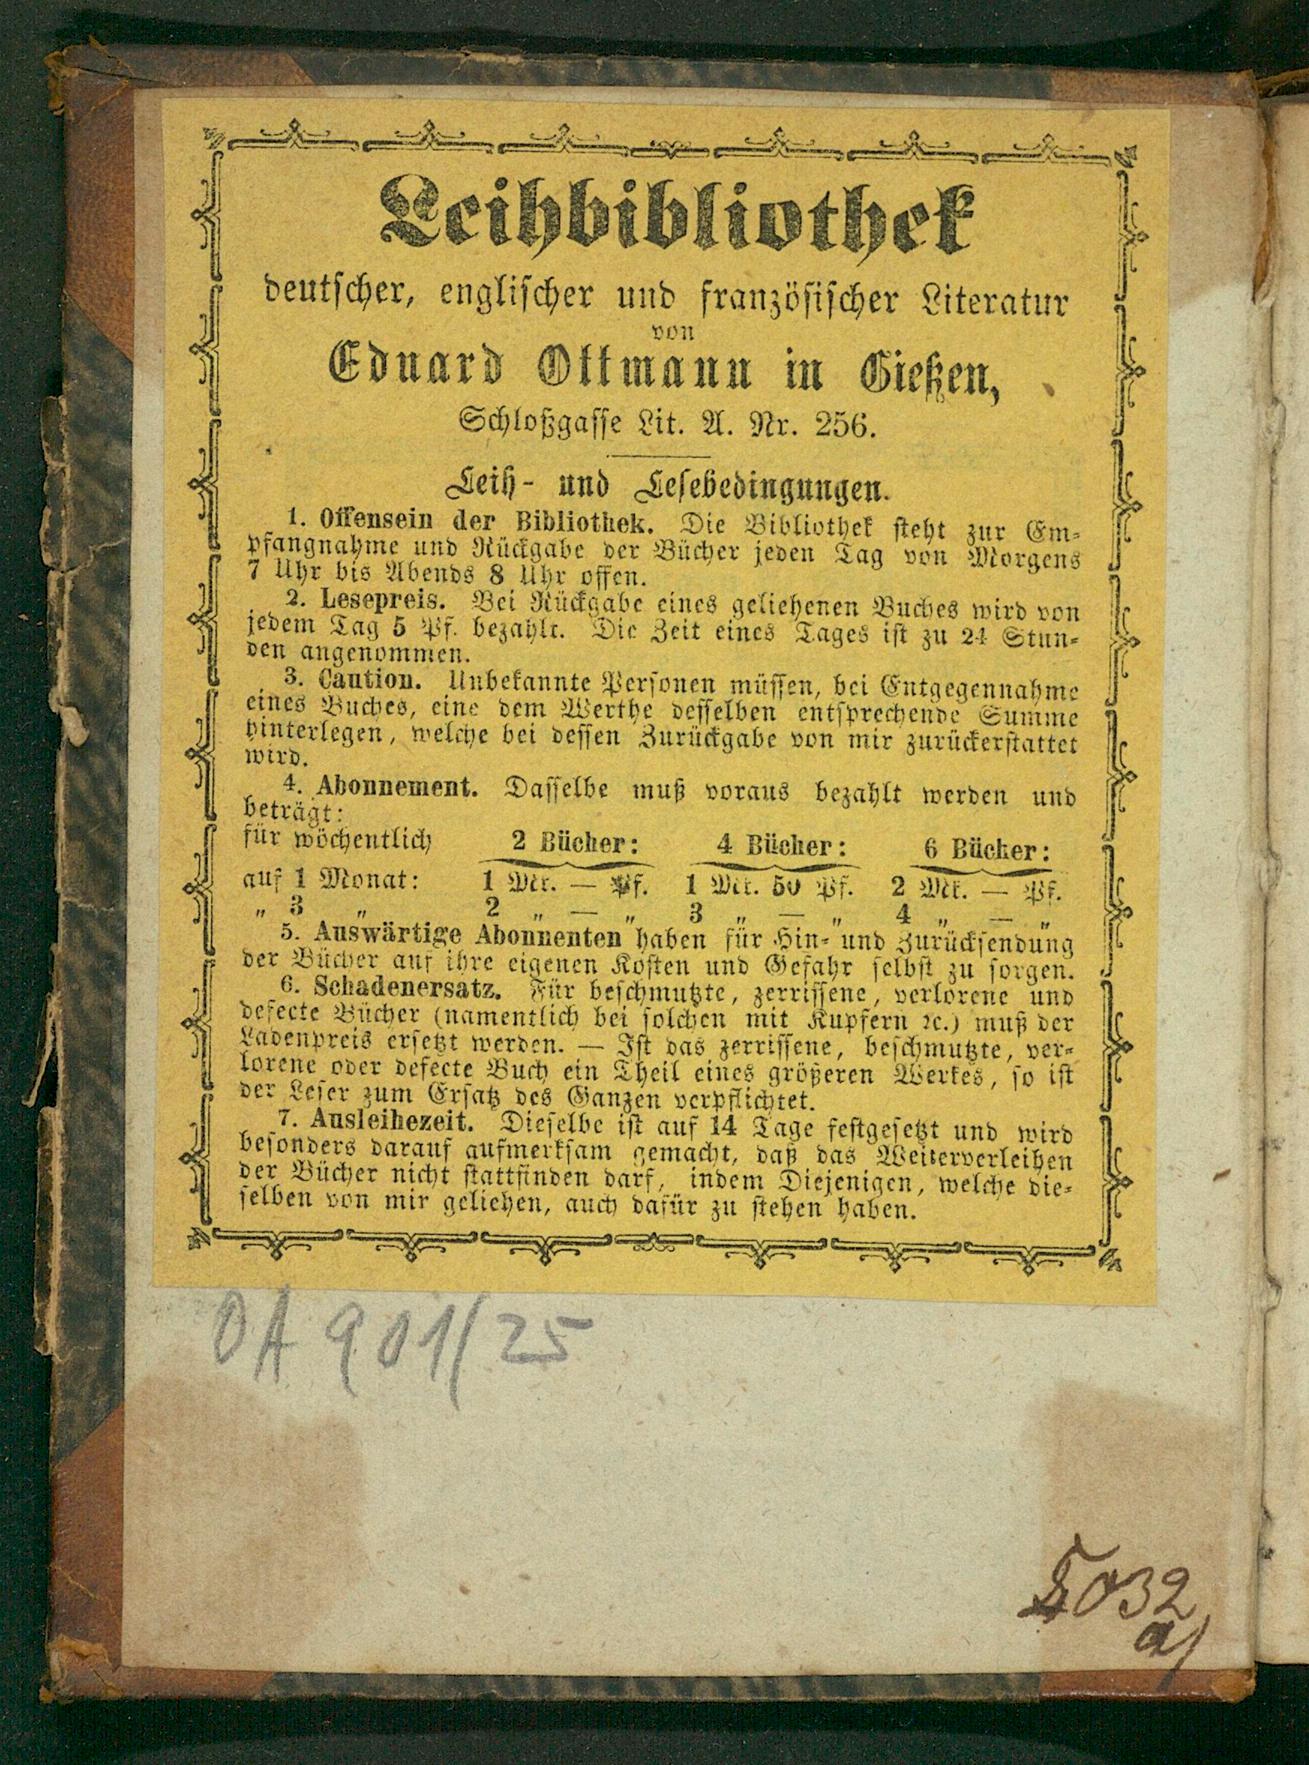 Leihbibliothek
deutscher, englischer und französischer Literatur
von
Eduard Ottmann in Gießen,
Schloßgasse Lit. A. Nr. 256.
Leih- und Lesebedingungen.
1. Offensein der Bibliothek. Die Bibliothek steht zur Em-
pfangnahme und Rückgabe der Bücher jeden Tag von Morgens
7 Uhr bis Abends 8 Uhr offen.
2. Lesepreis. Bei Rückgabe eines geliehenen Buches wird von
jedem Tag 5 Pf. bezahlt. Die Zeit eines Tages ist zu 24 Stun-
den angenommen.
3. Caution. Unbekannte Personen müssen, bei Entgegennahme
eines Buches, eine dem Werthe desselben entsprechende Summe
hinterlegen, welche bei dessen Zurückgabe von mir zurückerstattet
wird.
4. Abonnement. Dasselbe muß voraus bezahlt werden und
beträgt:
für wöchentlich 2 Bücher: 4 Bücher: 6 Bücher:
auf 1 Monat: 1 Mk. — Pf. 1 Mk. 50 Pf. 2 Mk. — Pf.
„ 3 „ 2 „ — „ 3 „ — „ 4 „ — „
5. Auswärtige Abonnenten haben für Hin- und Zurücksendung
der Bücher auf ihre eigenen Kosten und Gefahr selbst zu sorgen.
6. Schadenersatz. Für beschmutzte, zerrissene, verlorene und
defecte Bücher (namentlich bei solchen mit Kupfern ꝛc.) muß der
Ladenpreis ersetzt werden. — Ist das zerrissene, beschmutzte, ver-
lorene oder defecte Buch ein Theil eines größeren Werkes, so ist
der Leser zum Ersatz des Ganzen verpflichtet.
7. Ausleihezeit. Dieselbe ist auf 14 Tage festgesetzt und wird
besonders darauf aufmerksam gemacht, daß das Weiterverleihen
der Bücher nicht stattfinden darf, indem Diejenigen, welche die-
selben von mir geliehen, auch dafür zu stehen haben.
OA 901/25
5032
a/